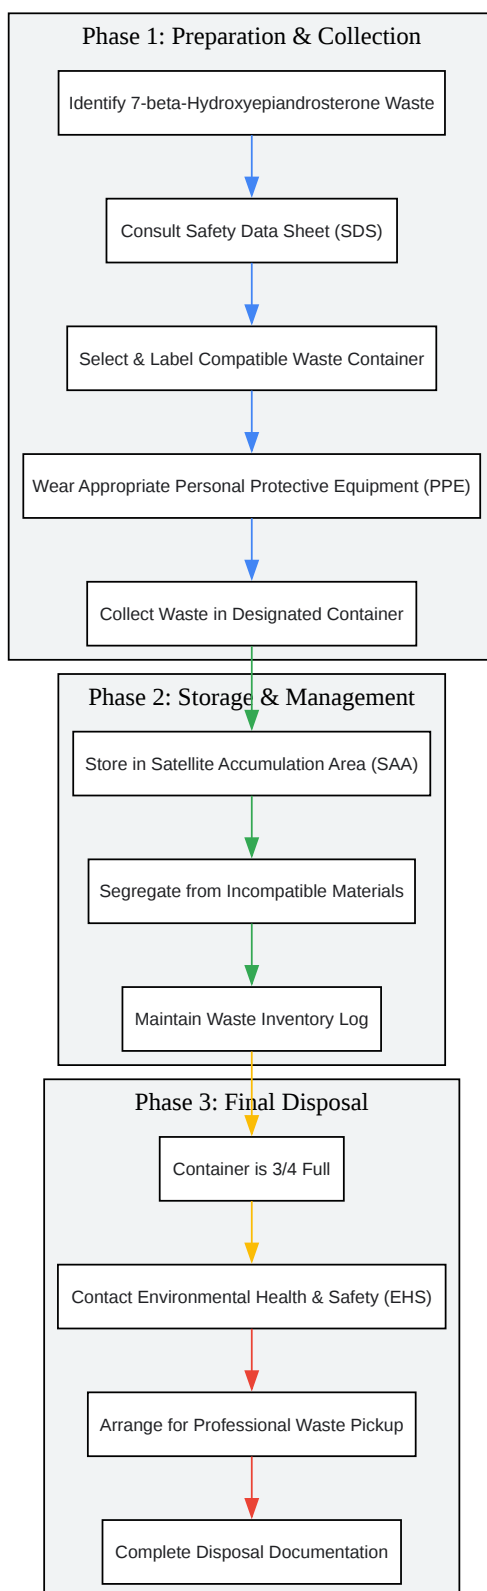 Phase 1: Preparation & Collection
Identify 7-beta-Hydroxyepiandrosterone Waste
Consult Safety Data Sheet (SDS)
Select & Label Compatible Waste Container
Wear Appropriate Personal Protective Equipment (PPE)
Collect Waste in Designated Container
Phase 2: Storage & Management
Store in Satellite Accumulation Area (SAA)
Segregate from Incompatible Materials
Maintain Waste Inventory Log
Phase 3: Final Disposal
Container is 3/4 Full
Contact Environmental Health & Safety (EHS)
Arrange for Professional Waste Pickup
Complete Disposal Documentation